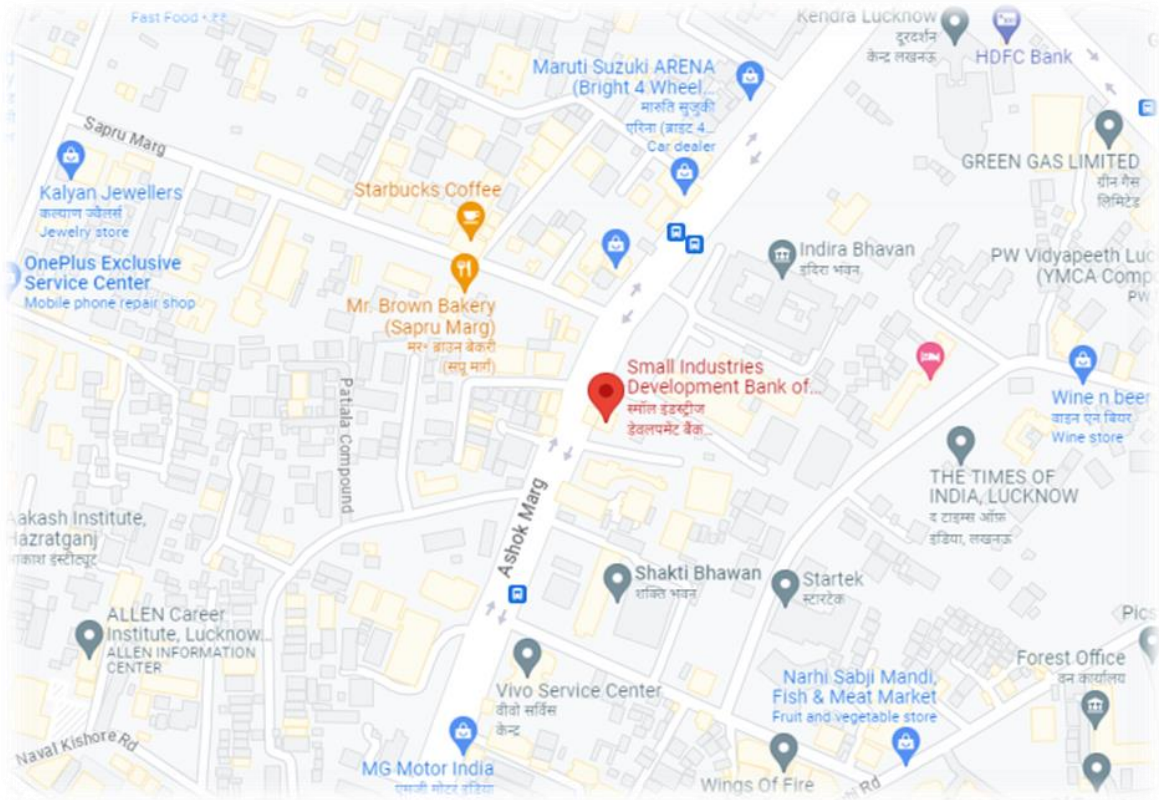 Fast Food • ₹₹
Kendra Lucknow
दूरदर्शन
केन्द्र लखनऊ
HDFC Bank
Maruti Suzuki ARENA
(Bright 4 Wheel...
मारुति सुजुकी
एरिना (ब्राइट 4...
Car dealer
Sapru Marg
GREEN GAS LIMITED
ग्रीन गैस
लिमिटेड
Kalyan Jewellers
कल्याण ज्वैलर्स
Jewelry store
Starbucks Coffee
Indira Bhavan
इंदिरा भवन
PW Vidyapeeth Luc
(YMCA Comp
PW
OnePlus Exclusive
Service Center
Mobile phone repair shop
Mr. Brown Bakery
(Sapru Marg)
मि॰ ब्राउन बेकरी
(सप्रू मार्ग)
Small Industries
Development Bank of...
स्मॉल इंडस्ट्रीज
डेवलपमेंट बैंक...
Wine n beer
वाइन एन बियर
Wine store
Patiala Compound
THE TIMES OF
INDIA, LUCKNOW
द टाइम्स ऑफ़
इंडिया, लखनऊ
Aakash Institute,
Hazratganj
आकाश इंस्टीट्यूट
Ashok Marg
Shakti Bhawan
शक्ति भवन
Startek
स्टारटेक
ALLEN Career
Institute, Lucknow...
ALLEN INFORMATION
CENTER
Pics
Forest Office
वन कार्यालय
Vivo Service Center
वीवो सर्विस
केन्द्र
Narhi Sabji Mandi,
Fish & Meat Market
Fruit and vegetable store
Naval Kishore Rd
MG Motor India
एमजी मोटर इंडिया
Wings Of Fire
hi Rd